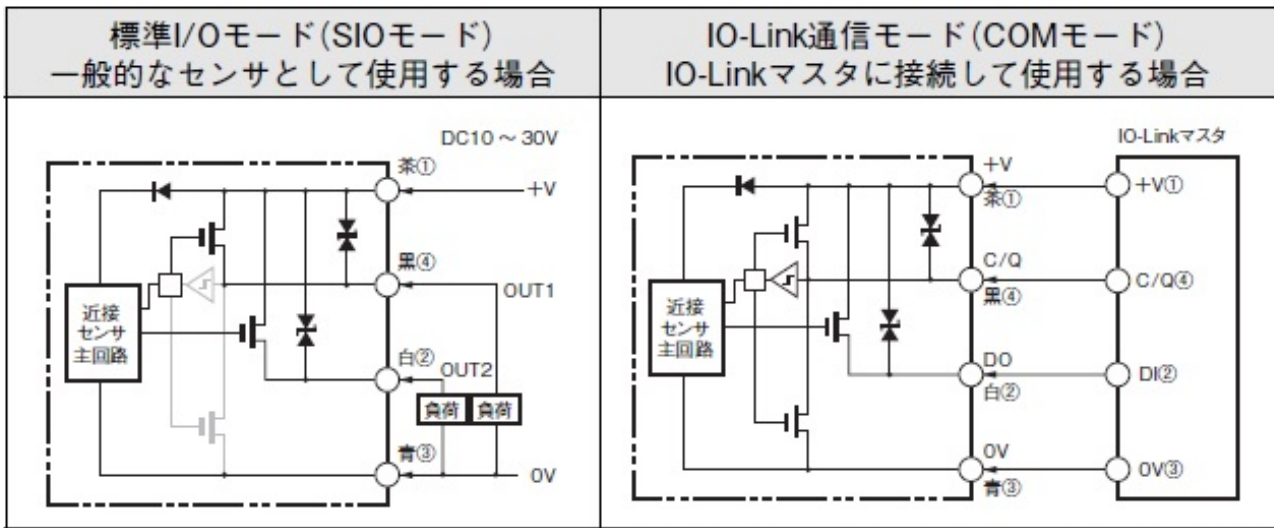 標準I/Oモード(SIOモード)
一般的なセンサとして使用する場合
IO-Link通信モード(COMモード)
IO-Linkマスタに接続して使用する場合
DC10～30V
茶①
+V
黒④
OUT1
近接
センサ
主回路
白②
OUT2
負荷
負荷
青③
0V
IO-Linkマスタ
+V
茶①
+V①
C/Q
黒④
C/Q④
近接
センサ
主回路
DO
白②
DI②
0V
青③
0V③